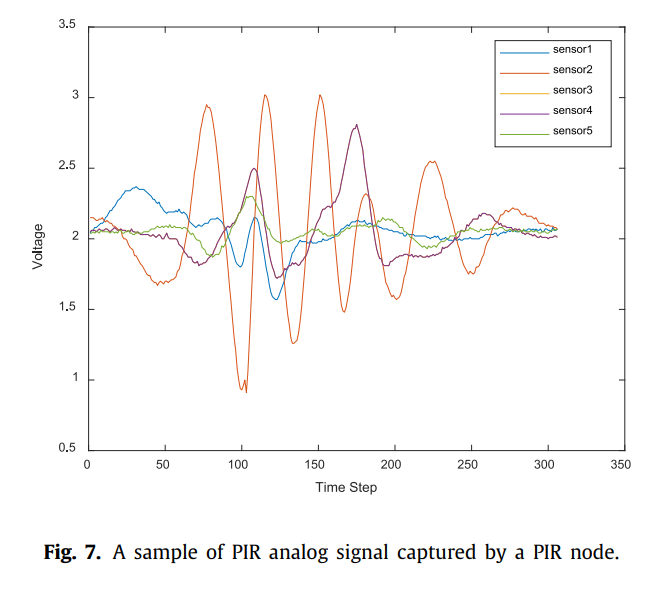 3.5
3
2.5
2
1.5
1
0.5
Voltage
0 50 100 150 200 250 300 350
Time Step
sensor1
sensor2
sensor3
sensor4
sensor5
Fig. 7. A sample of PIR analog signal captured by a PIR node.